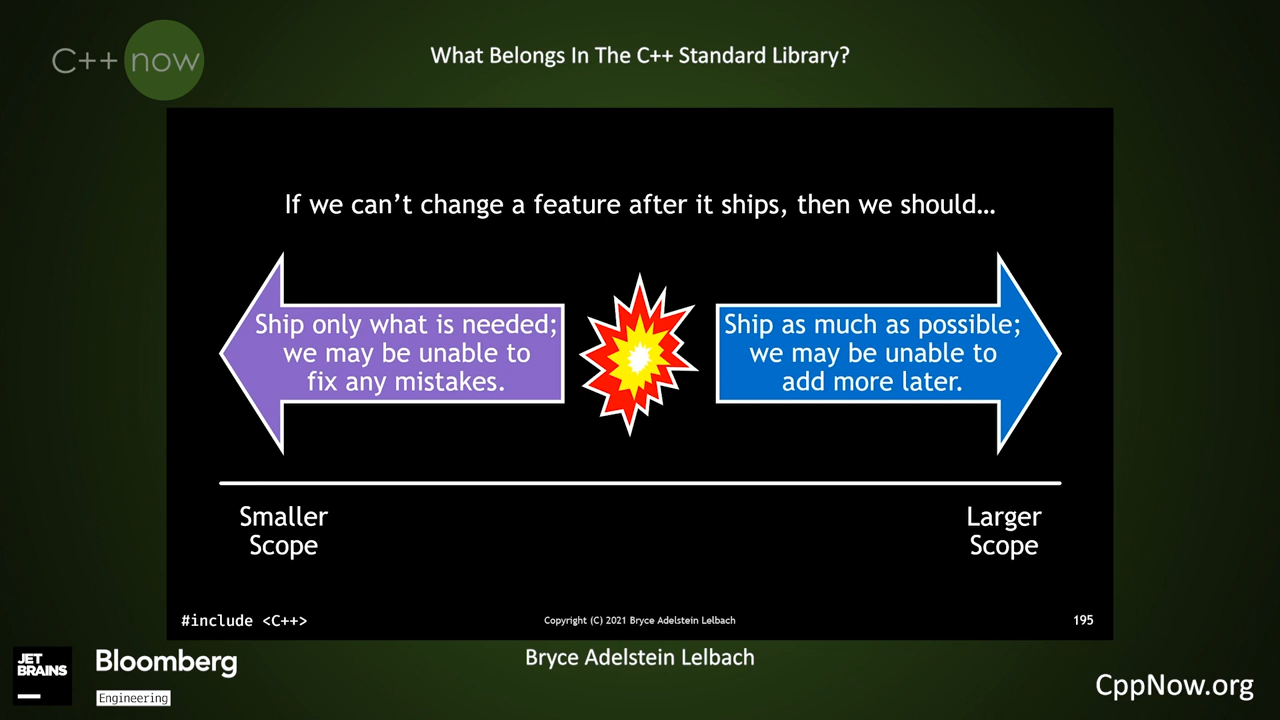 C++ now
What Belongs In The C++ Standard Library?
If we can’t change a feature after it ships, then we should…
Ship only what is needed;
we may be unable to
fix any mistakes.
Ship as much as possible;
we may be unable to
add more later.
Smaller
Scope
Larger
Scope
#include <C++>
Copyright (C) 2021 Bryce Adelstein Lelbach
195
JET
BRAINS
Bloomberg
Engineering
Bryce Adelstein Lelbach
CppNow.org